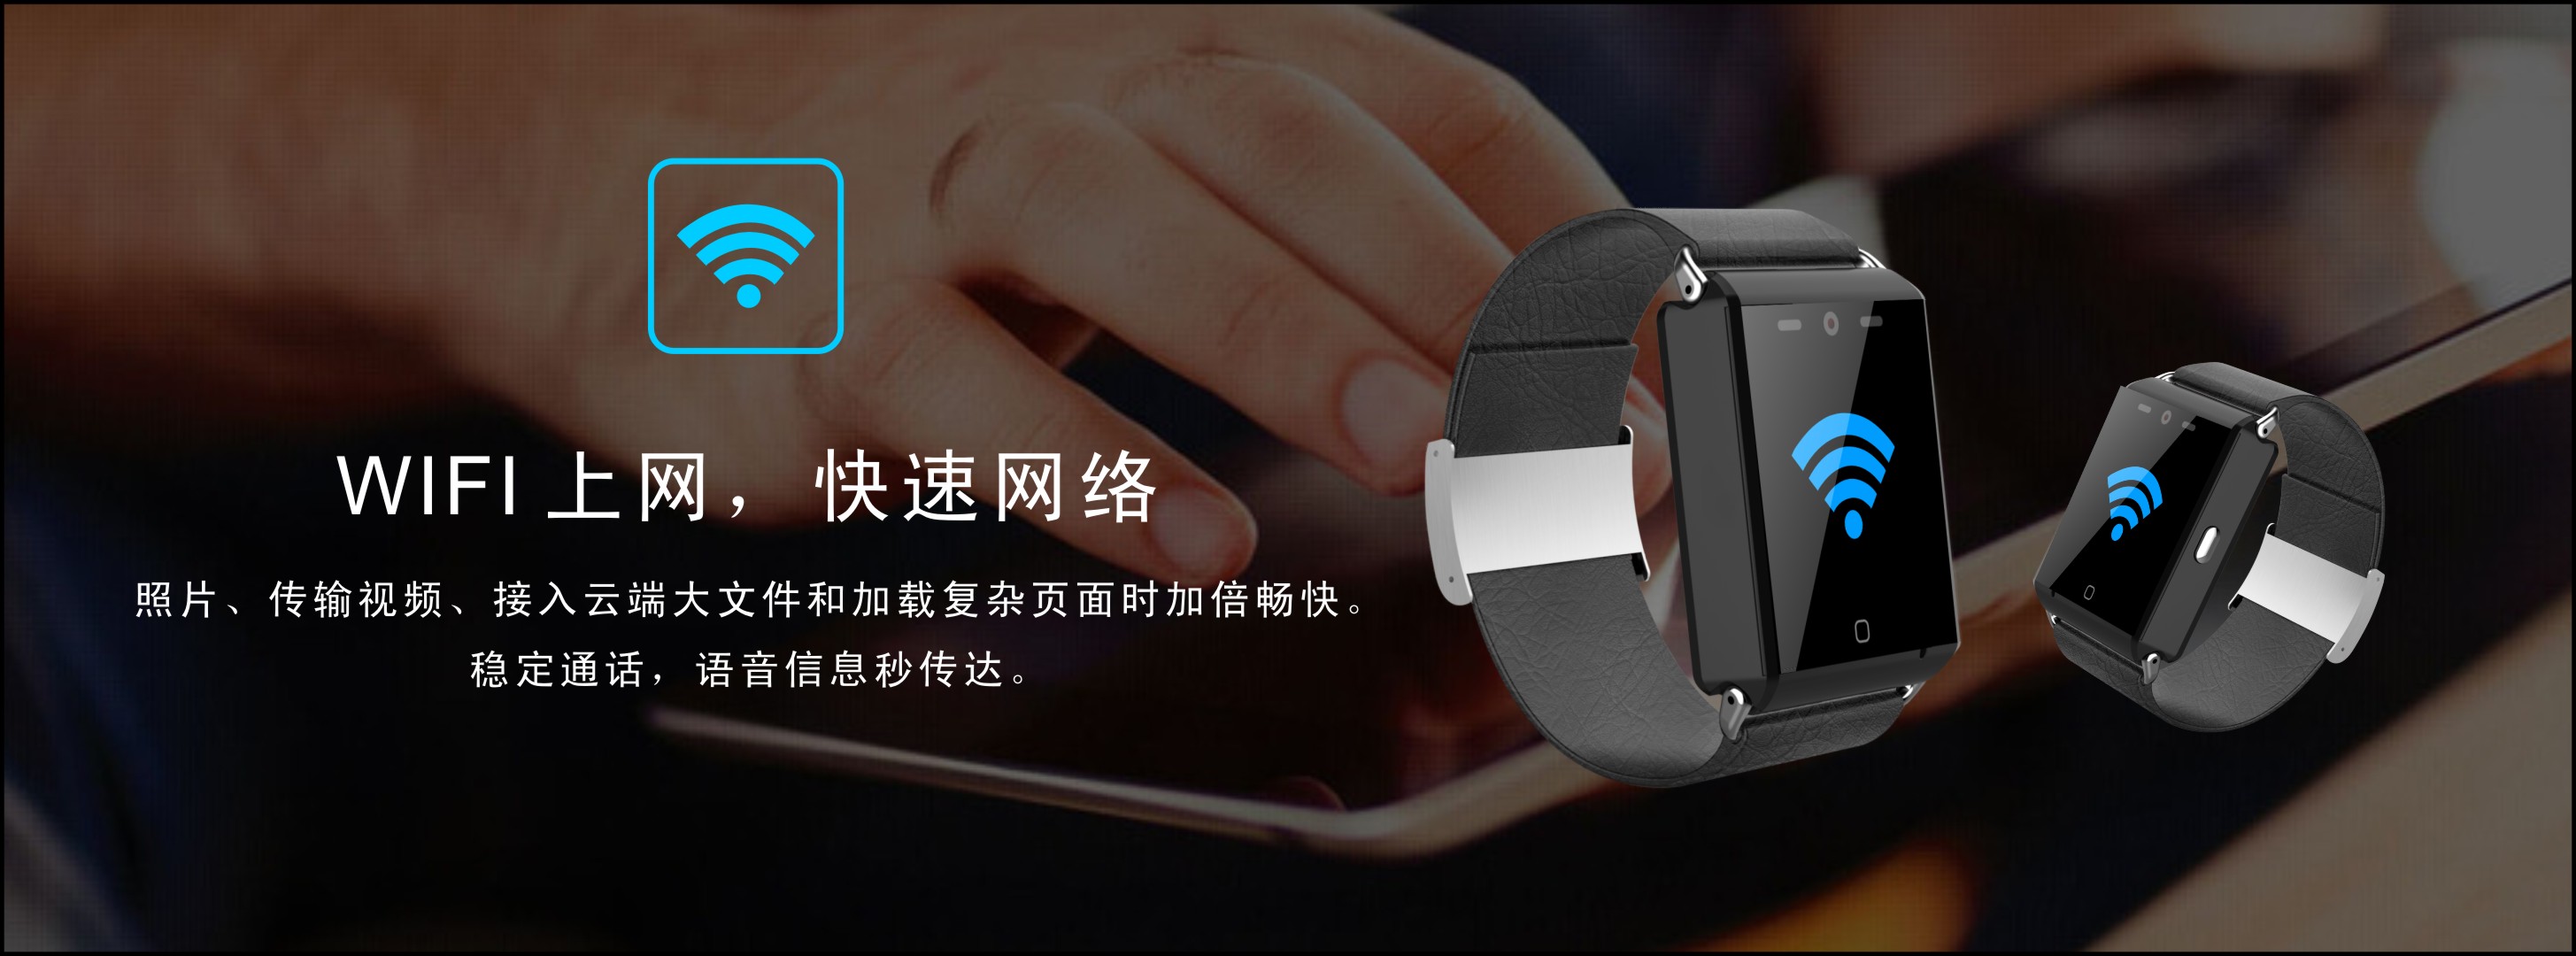 WIFI 上网，快速网络
照片、传输视频、接入云端大文件和加载复杂页面时加倍畅快。
稳定通话，语音信息秒传达。